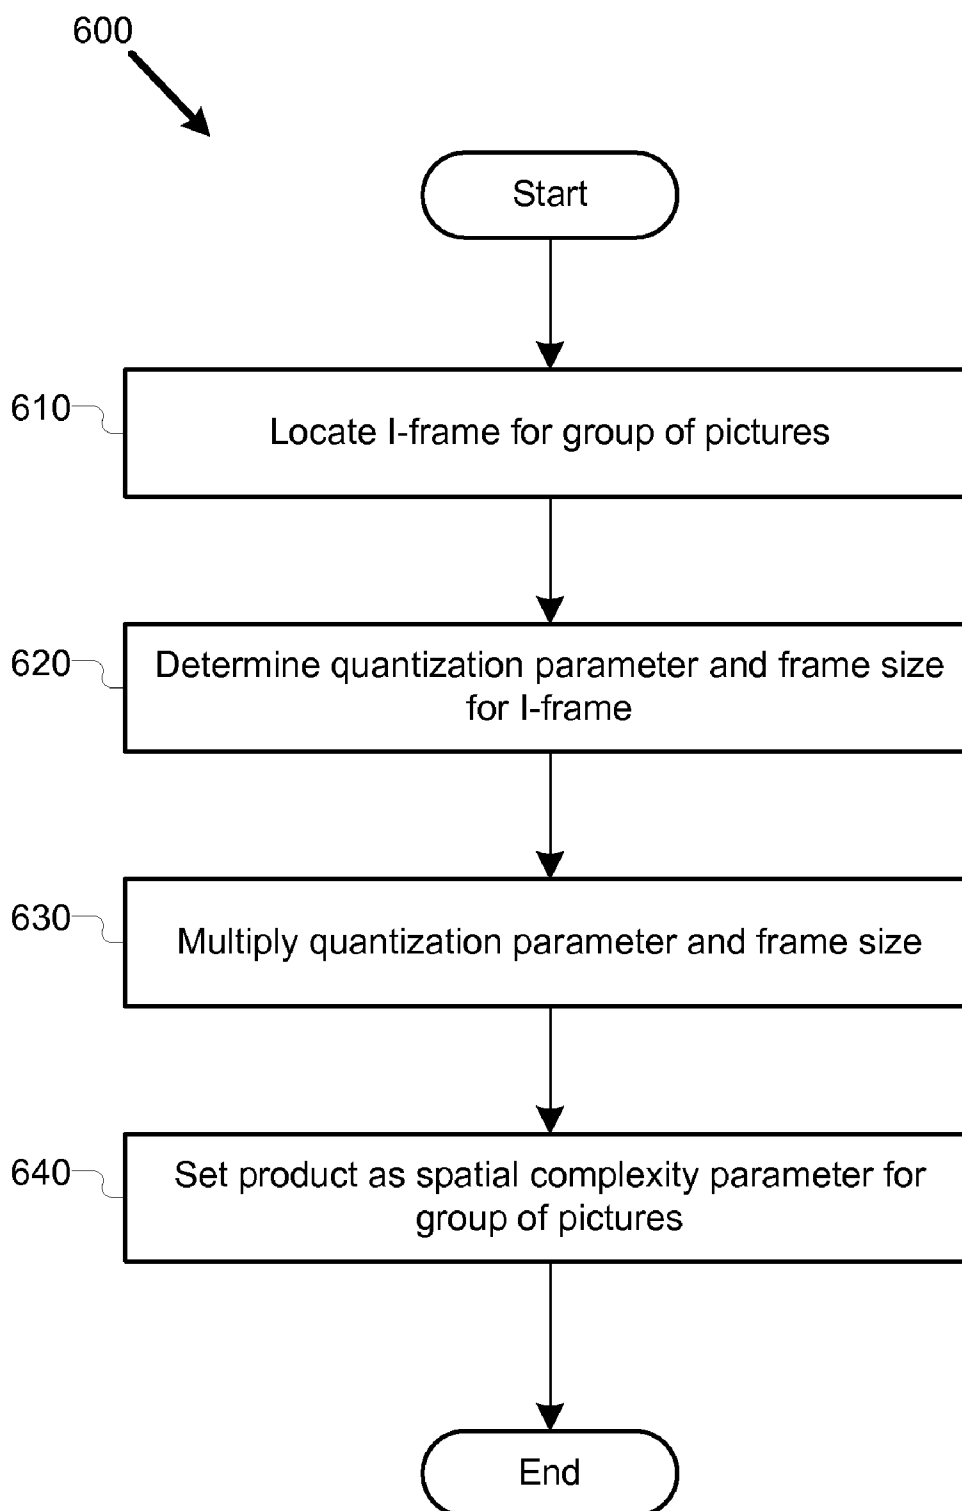 600
Start
610
Locate I-frame for group of pictures
620
Determine quantization parameter and frame size
for I-frame
630
Multiply quantization parameter and frame size
640
Set product as spatial complexity parameter for
group of pictures
End